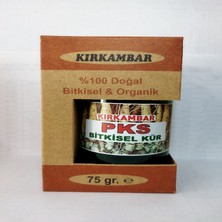 KIRKAMBAR
%100 Doğal
Bitkisel & Organik
KIRKAMBAR
PKS
BİTKİSEL KÜR
75 gr. ℮